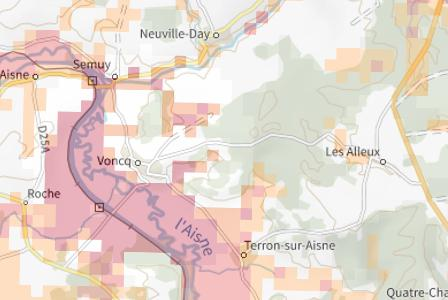 Neuville-Day
Semuy
Aisne
D25A
Voncq
Les Alleux
Roche
l'Aisne
Terron-sur-Aisne
Quatre-Cha